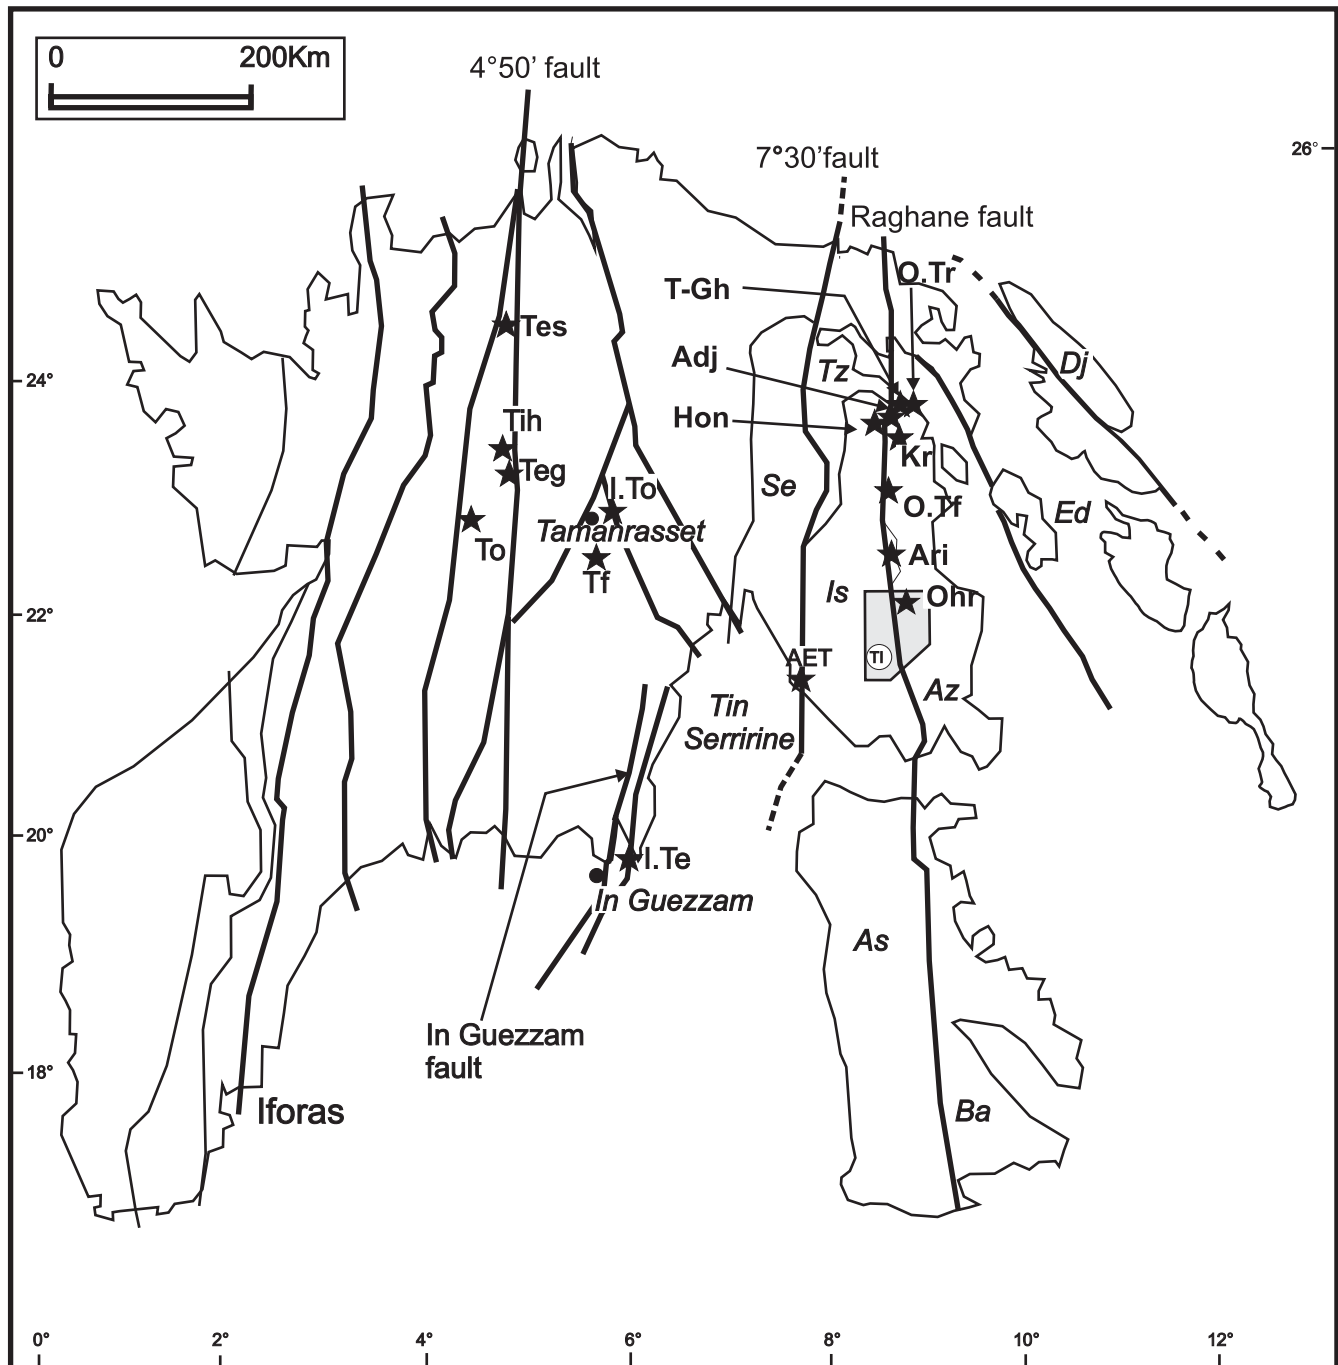 0 200Km
4°50' fault
26°
7°30'fault
Raghane fault
O.Tr
T-Gh
Tes
Adj
Tz
Dj
24°
Hon
Tih
Kr
Teg
Se
I.To
O.Tf
Ed
Tamanrasset
To
Ari
Tf
Is
Ohr
22°
TI
AET
Az
Tin
Serririne
20°
I.Te
In Guezzam
As
In Guezzam
fault
18°
Iforas
Ba
0° 2° 4° 6° 8° 10° 12°